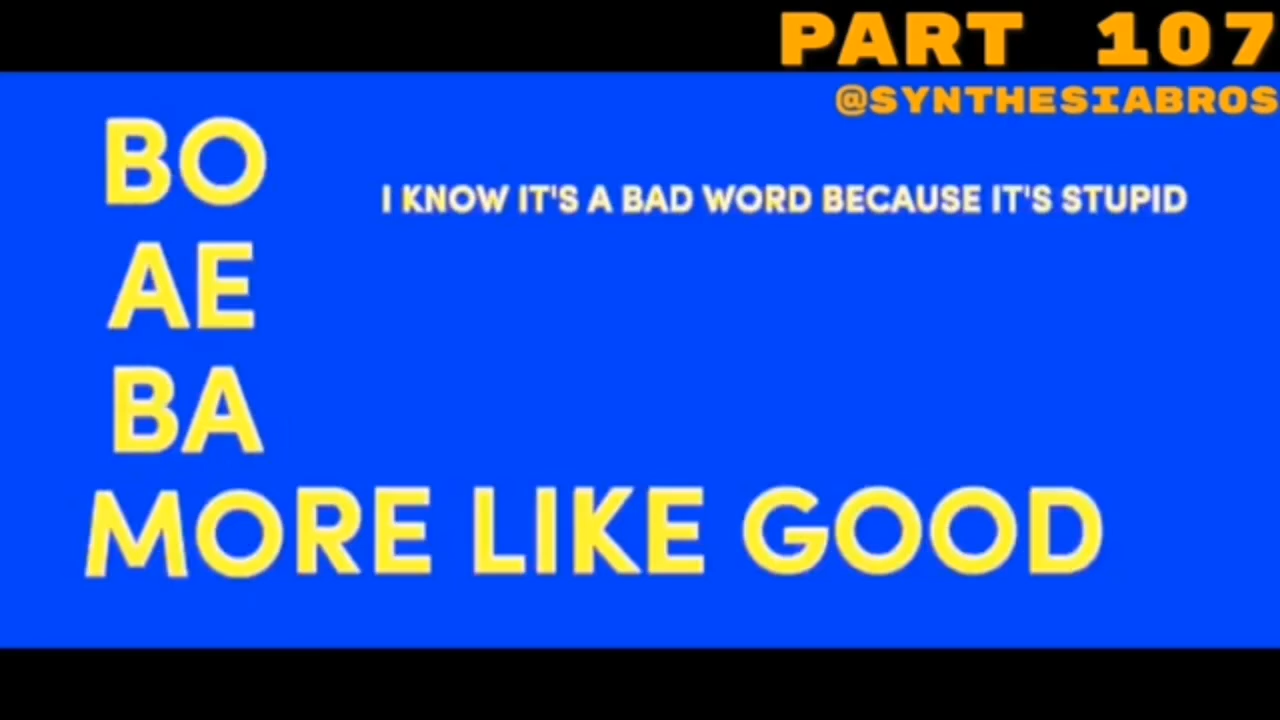 PART 107
@SYNTHESIABROS
BO
I KNOW IT'S A BAD WORD BECAUSE IT'S STUPID
AE
BA
MORE LIKE GOOD